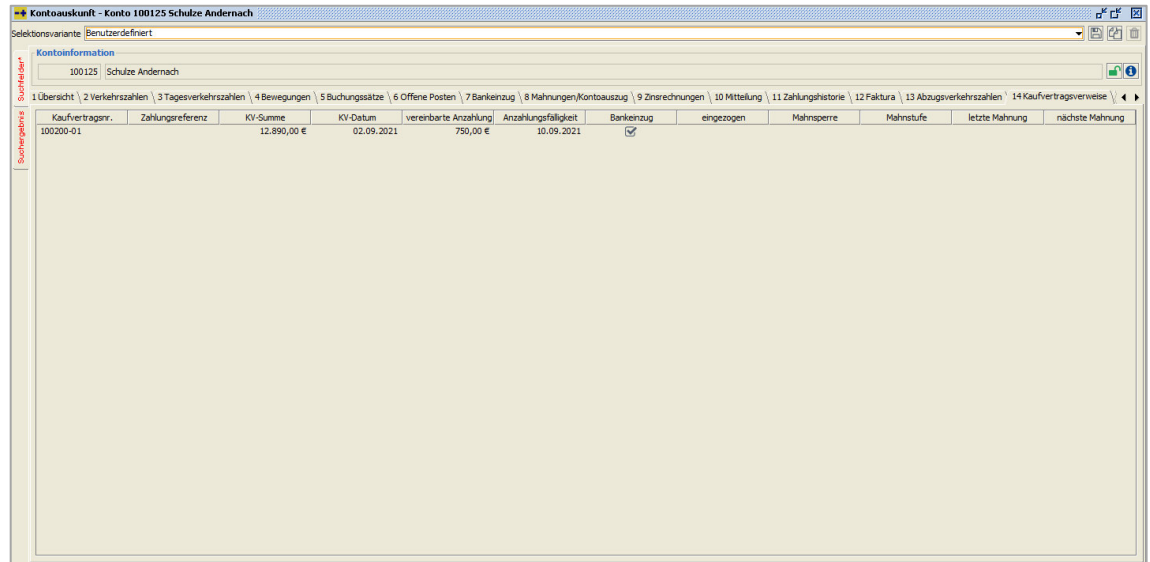 Kontoauskunft - Konto 100125 Schulze Andernach
Selektionsvariante Benutzerdefiniert
Kontoinformation
100125 Schulze Andernach
Suchfelder*
Suchergebnis
1 Übersicht 2 Verkehrszahlen 3 Tagesverkehrszahlen 4 Bewegungen 5 Buchungssätze 6 Offene Posten 7 Bankeinzug 8 Mahnungen/Kontoauszug 9 Zinsrechnungen 10 Mitteilung 11 Zahlungshistorie 12 Faktura 13 Abzugsverkehrszahlen 14 Kaufvertragsverweise
Kaufvertragsnr. Zahlungsreferenz KV-Summe KV-Datum vereinbarte Anzahlung Anzahlungsfälligkeit Bankeinzug eingezogen Mahnsperre Mahnstufe letzte Mahnung nächste Mahnung
100200-01 12.890,00 € 02.09.2021 750,00 € 10.09.2021